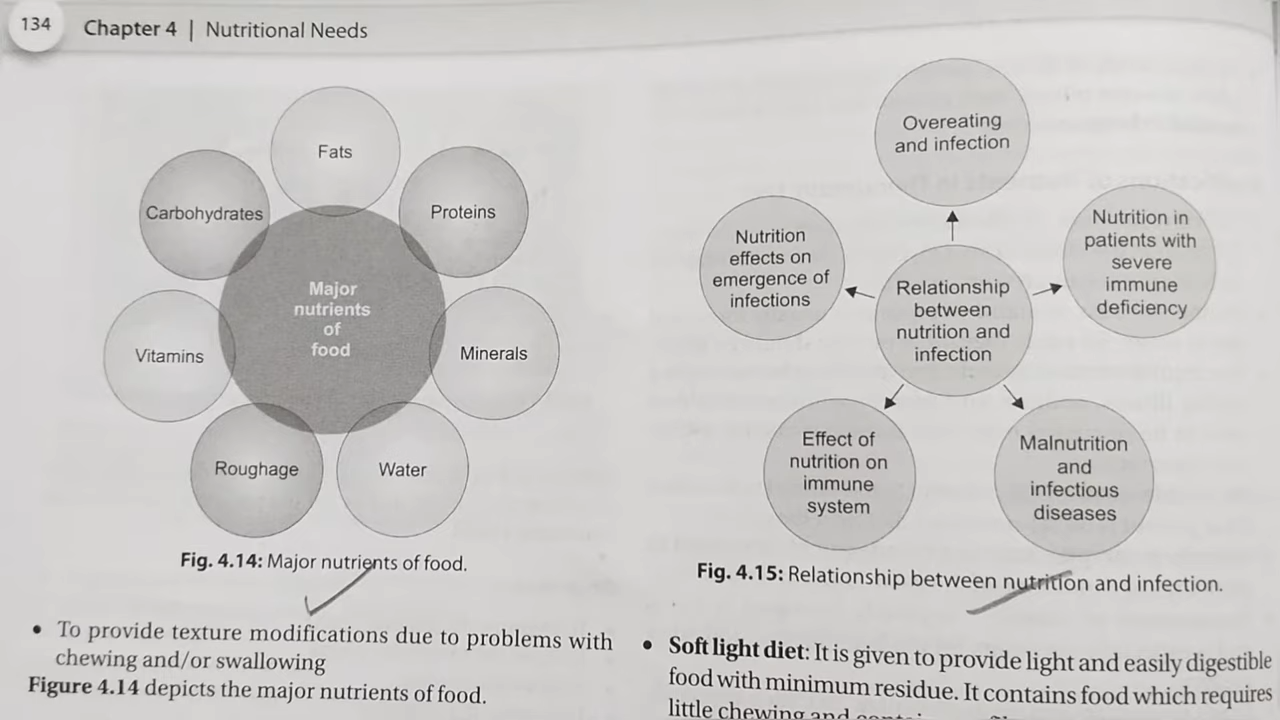 134 Chapter 4 | Nutritional Needs
Fats
Carbohydrates
Proteins
Major
nutrients
of
food
Vitamins
Minerals
Roughage
Water
Fig. 4.14: Major nutrients of food.
• To provide texture modifications due to problems with
chewing and/or swallowing
Figure 4.14 depicts the major nutrients of food.
Overeating
and infection
Nutrition
effects on
emergence of
infections
Nutrition in
patients with
severe
immune
deficiency
Relationship
between
nutrition and
infection
Effect of
nutrition on
immune
system
Malnutrition
and
infectious
diseases
Fig. 4.15: Relationship between nutrition and infection.
• Soft light diet: It is given to provide light and easily digestible
food with minimum residue. It contains food which requires
little chewing and